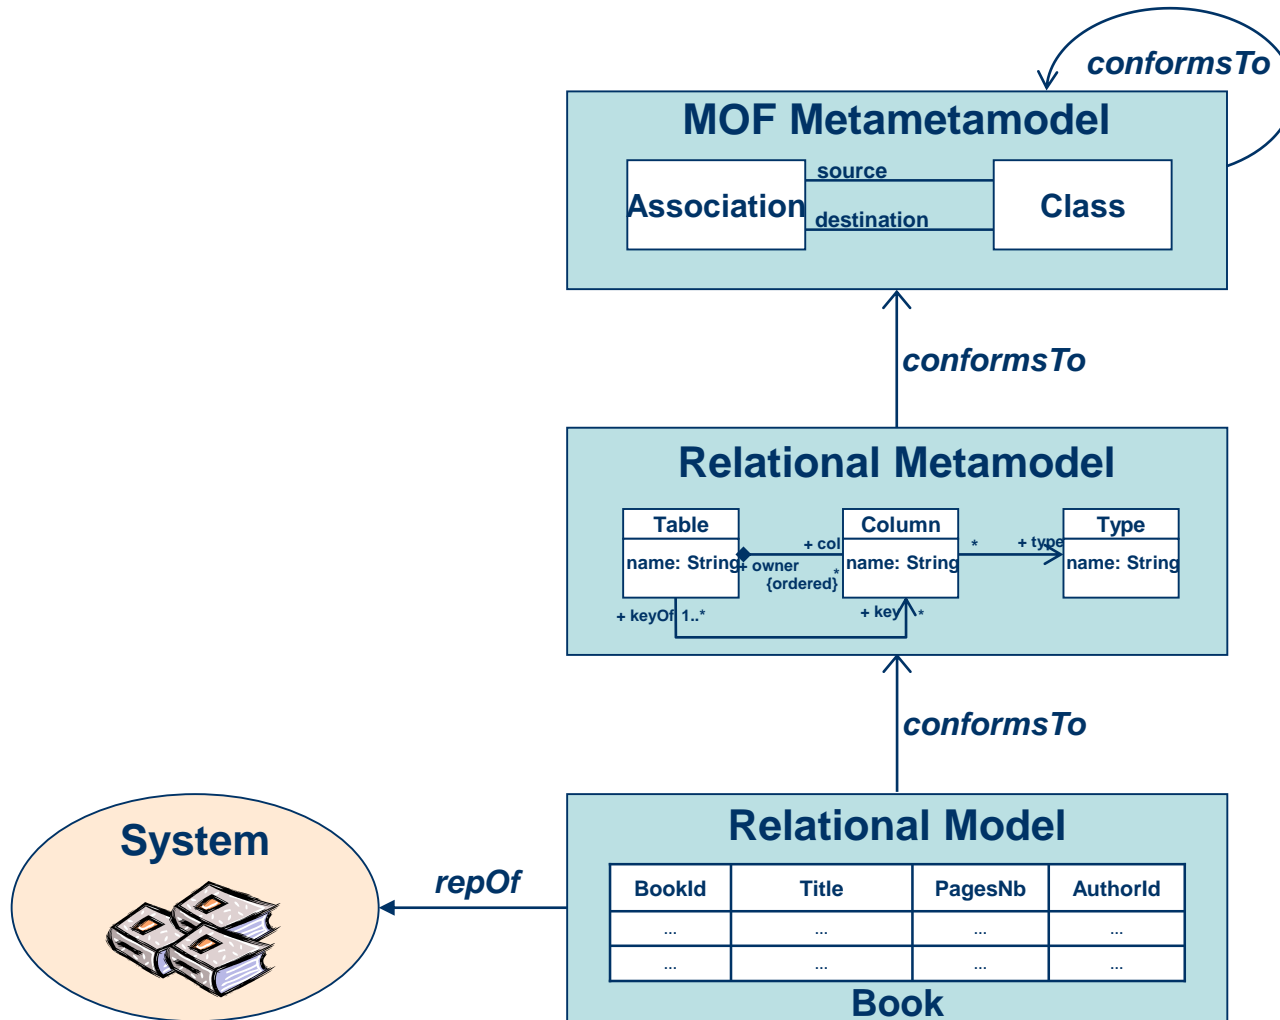 conformsTo
MOF Metametamodel
source
Association
Class
destination
conformsTo
Relational Metamodel
Table
Column
Type
+ col
*
+ type
name: String
name: String
name: String
+ owner
*
{ordered}
+ keyOf 1..*
+ key
*
conformsTo
System
Relational Model
repOf
BookId Title PagesNb AuthorId
... ... ... ...
... ... ... ...
Book